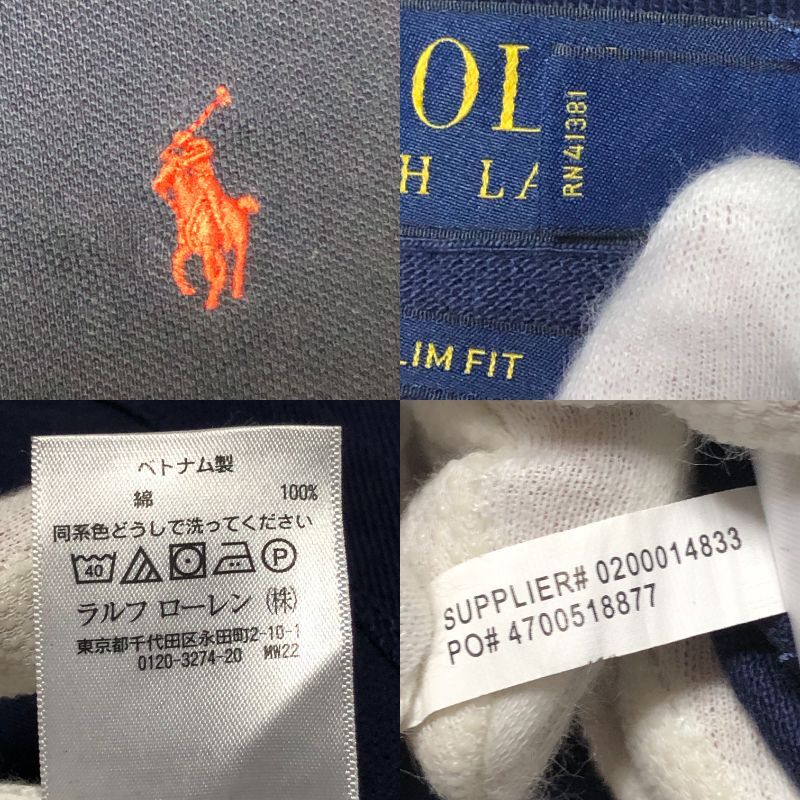 OL
H LA
RN 41381
LIM FIT
ベトナム製
綿 100%
同系色どうしで洗ってください
40 P
ラルフ ローレン (株)
東京都千代田区永田町2-10-1
0120-3274-20 MW22
SUPPLIER# 0200014833
PO# 4700518877